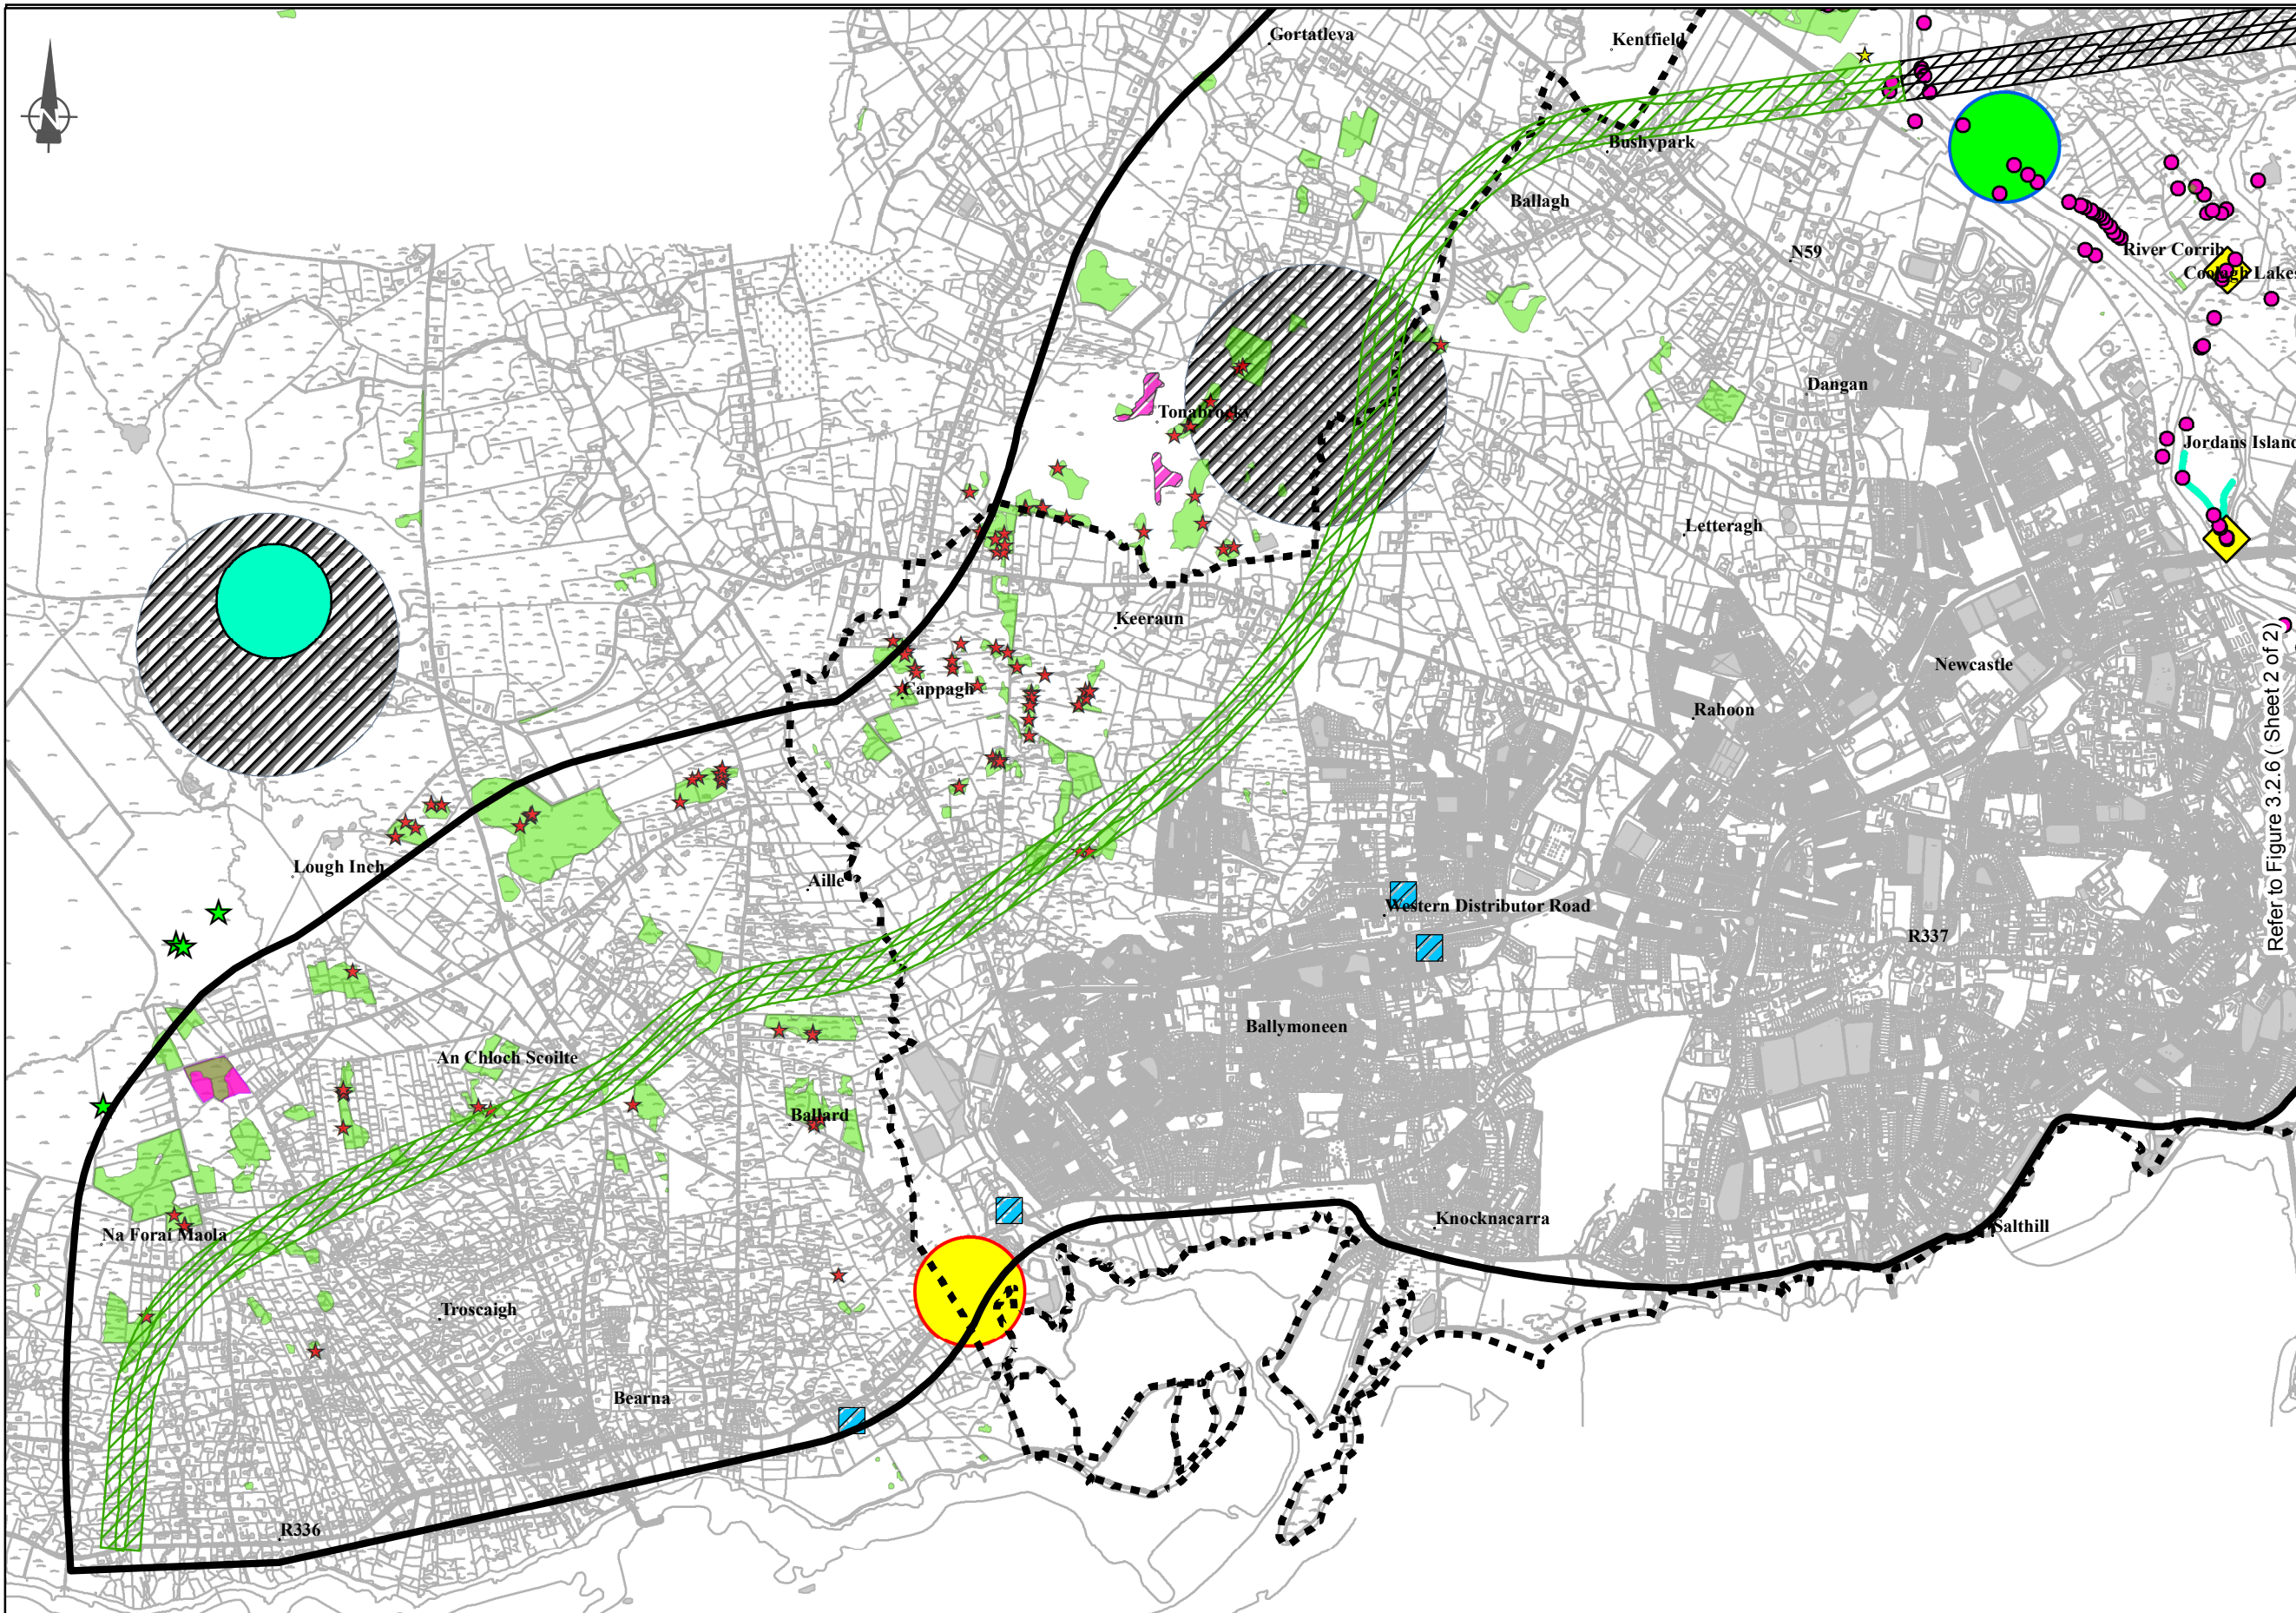 Gortatleva
Kentfield
N
Bushypark
Ballagh
N59
River Corrib
Coolagh Lakes
Dangan
Tonabrocky
Jordans Island
Letteragh
Keeraun
Newcastle
Cappagh
Rahoon
Refer to Figure 3.2.6 ( Sheet 2 of 2)
Lough Inch
Aille
Western Distributor Road
R337
Ballymoneen
An Chloch Scoilte
Ballard
Knocknacarra
Salthill
Na Foraí Maola
Troscaigh
Bearna
R336